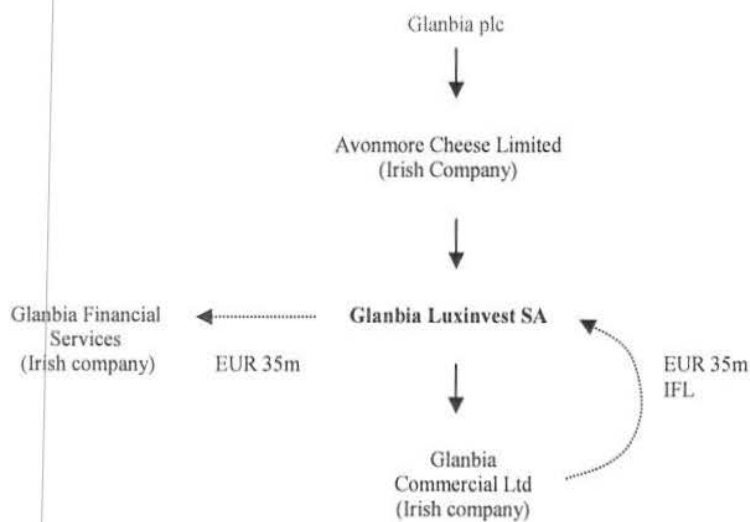 Glanbia plc
Avonmore Cheese Limited
(Irish Company)
Glanbia Financial
Services
(Irish company)
EUR 35m
Glanbia Luxinvest SA
EUR 35m
IFL
Glanbia
Commercial Ltd
(Irish company)